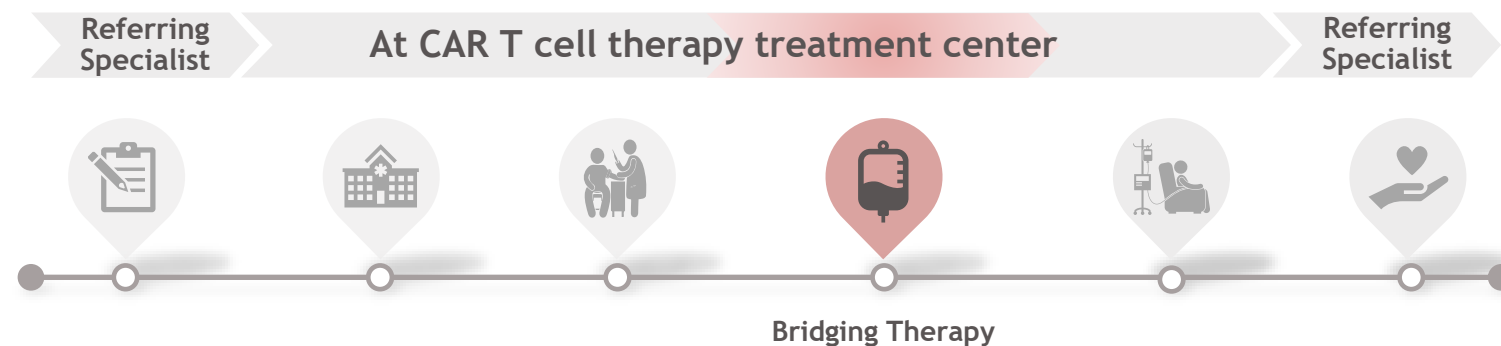 Referring
Specialist
At CAR T cell therapy treatment center
Referring
Specialist
Bridging Therapy